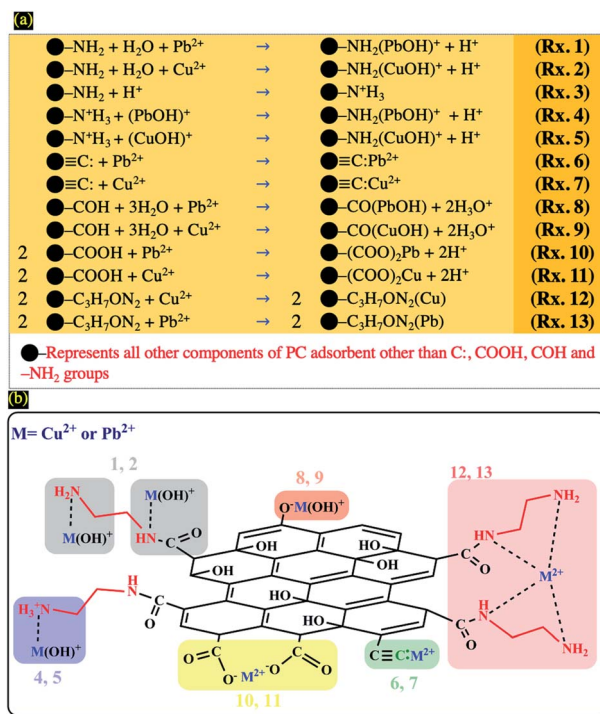 (a)
●–NH₂ + H₂O + Pb²⁺ → ●–NH₂(PbOH)⁺ + H⁺ (Rx. 1)
●–NH₂ + H₂O + Cu²⁺ → ●–NH₂(CuOH)⁺ + H⁺ (Rx. 2)
●–NH₂ + H⁺ → ●–N⁺H₃ (Rx. 3)
●–N⁺H₃ + (PbOH)⁺ → ●–NH₂(PbOH)⁺ + H⁺ (Rx. 4)
●–N⁺H₃ + (CuOH)⁺ → ●–NH₂(CuOH)⁺ + H⁺ (Rx. 5)
●≡C: + Pb²⁺ → ●≡C:Pb²⁺ (Rx. 6)
●≡C: + Cu²⁺ → ●≡C:Cu²⁺ (Rx. 7)
●–COH + 3H₂O + Pb²⁺ → ●–CO(PbOH) + 2H₃O⁺ (Rx. 8)
●–COH + 3H₂O + Cu²⁺ → ●–CO(CuOH) + 2H₃O⁺ (Rx. 9)
2 ●–COOH + Pb²⁺ → ●–(COO)₂Pb + 2H⁺ (Rx. 10)
2 ●–COOH + Cu²⁺ → ●–(COO)₂Cu + 2H⁺ (Rx. 11)
2 ●–C₃H₇ON₂ + Cu²⁺ → 2 ●–C₃H₇ON₂(Cu) (Rx. 12)
2 ●–C₃H₇ON₂ + Pb²⁺ → 2 ●–C₃H₇ON₂(Pb) (Rx. 13)
●–Represents all other components of PC adsorbent other than C:, COOH, COH and
–NH₂ groups
(b)
M= Cu²⁺ or Pb²⁺
1, 2
H₂N
M(OH)⁺
M(OH)⁺
HN
C
O
8, 9
O⁻ M(OH)⁺
12, 13
NH₂
HN
C
O
M²⁺
H
N
C
O
NH₂
OH
OH
HO
HO
OH
HO
HO
OH
H
N
C
O
H₃⁺N
M(OH)⁺
4, 5
O
C
O⁻ M²⁺ ⁻O
C
O
10, 11
C≡C:M²⁺
6, 7